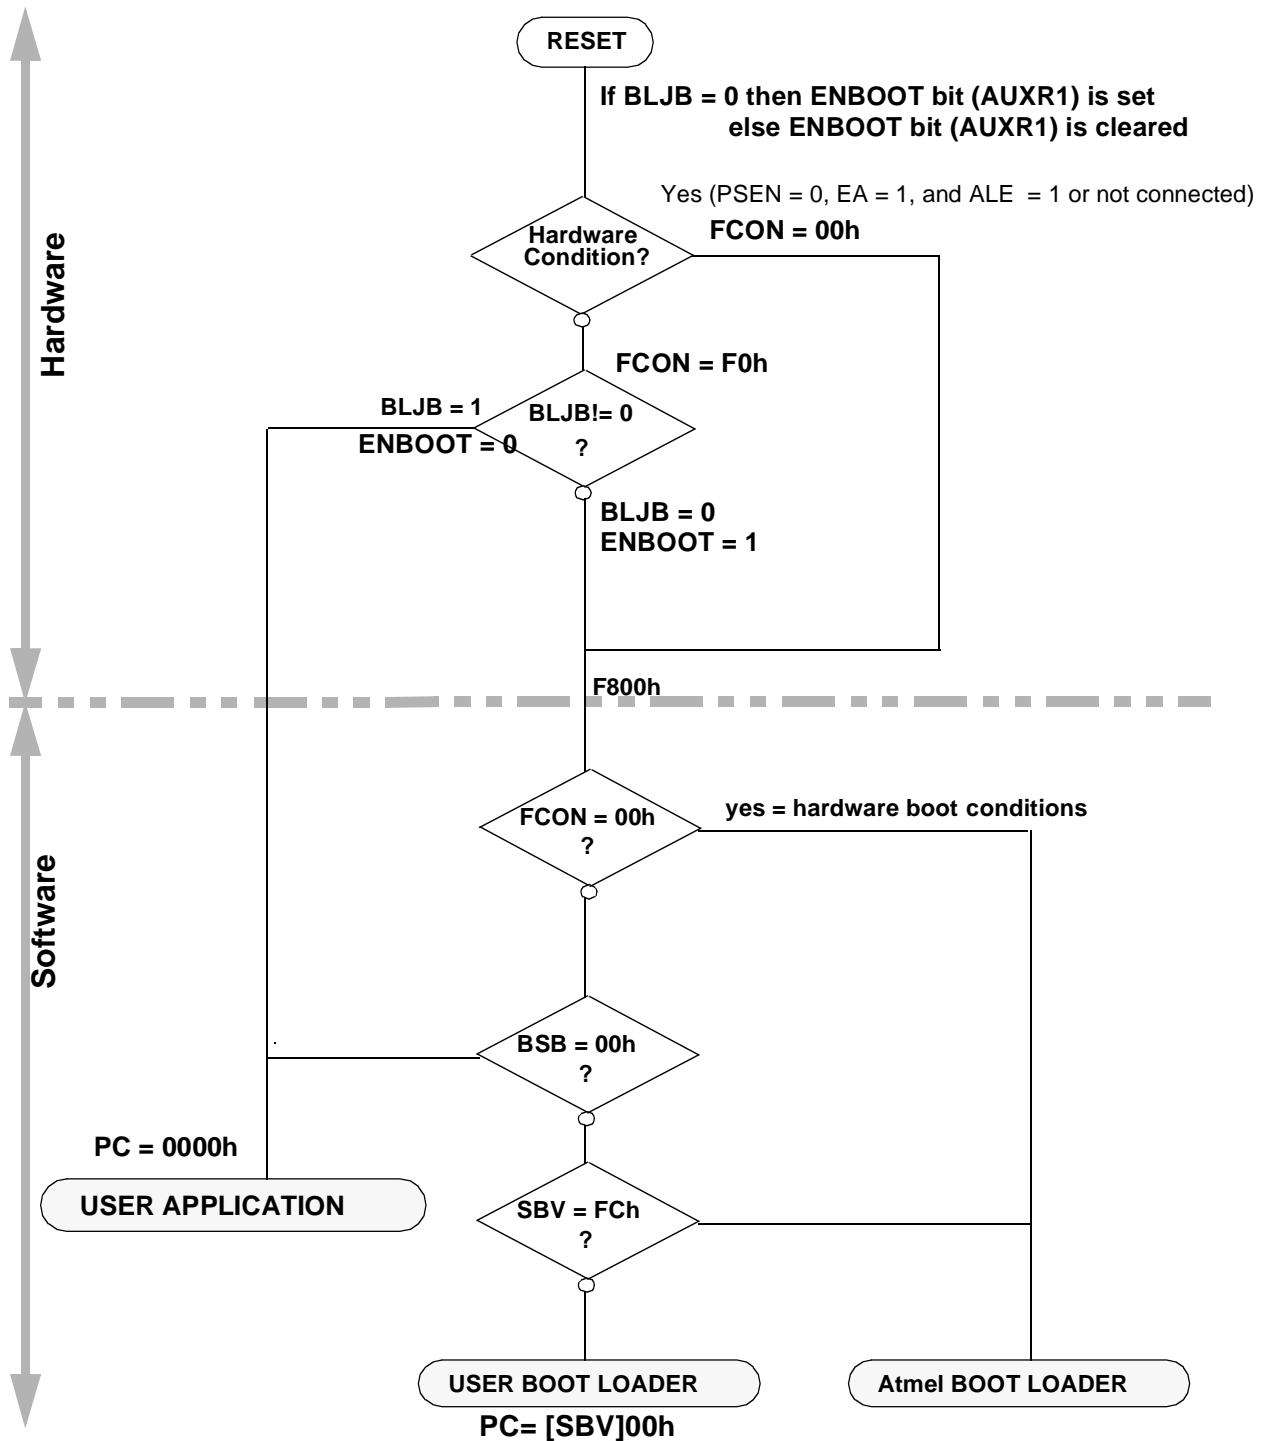 RESET
If BLJB = 0 then ENBOOT bit (AUXR1) is set
else ENBOOT bit (AUXR1) is cleared
Yes (PSEN = 0, EA = 1, and ALE = 1 or not connected)
FCON = 00h
Hardware
Condition?
Hardware
FCON = F0h
BLJB = 1
BLJB!= 0
ENBOOT = 0
?
BLJB = 0
ENBOOT = 1
F800h
FCON = 00h
?
yes = hardware boot conditions
Software
BSB = 00h
?
PC = 0000h
USER APPLICATION
SBV = FCh
?
USER BOOT LOADER
Atmel BOOT LOADER
PC= [SBV]00h